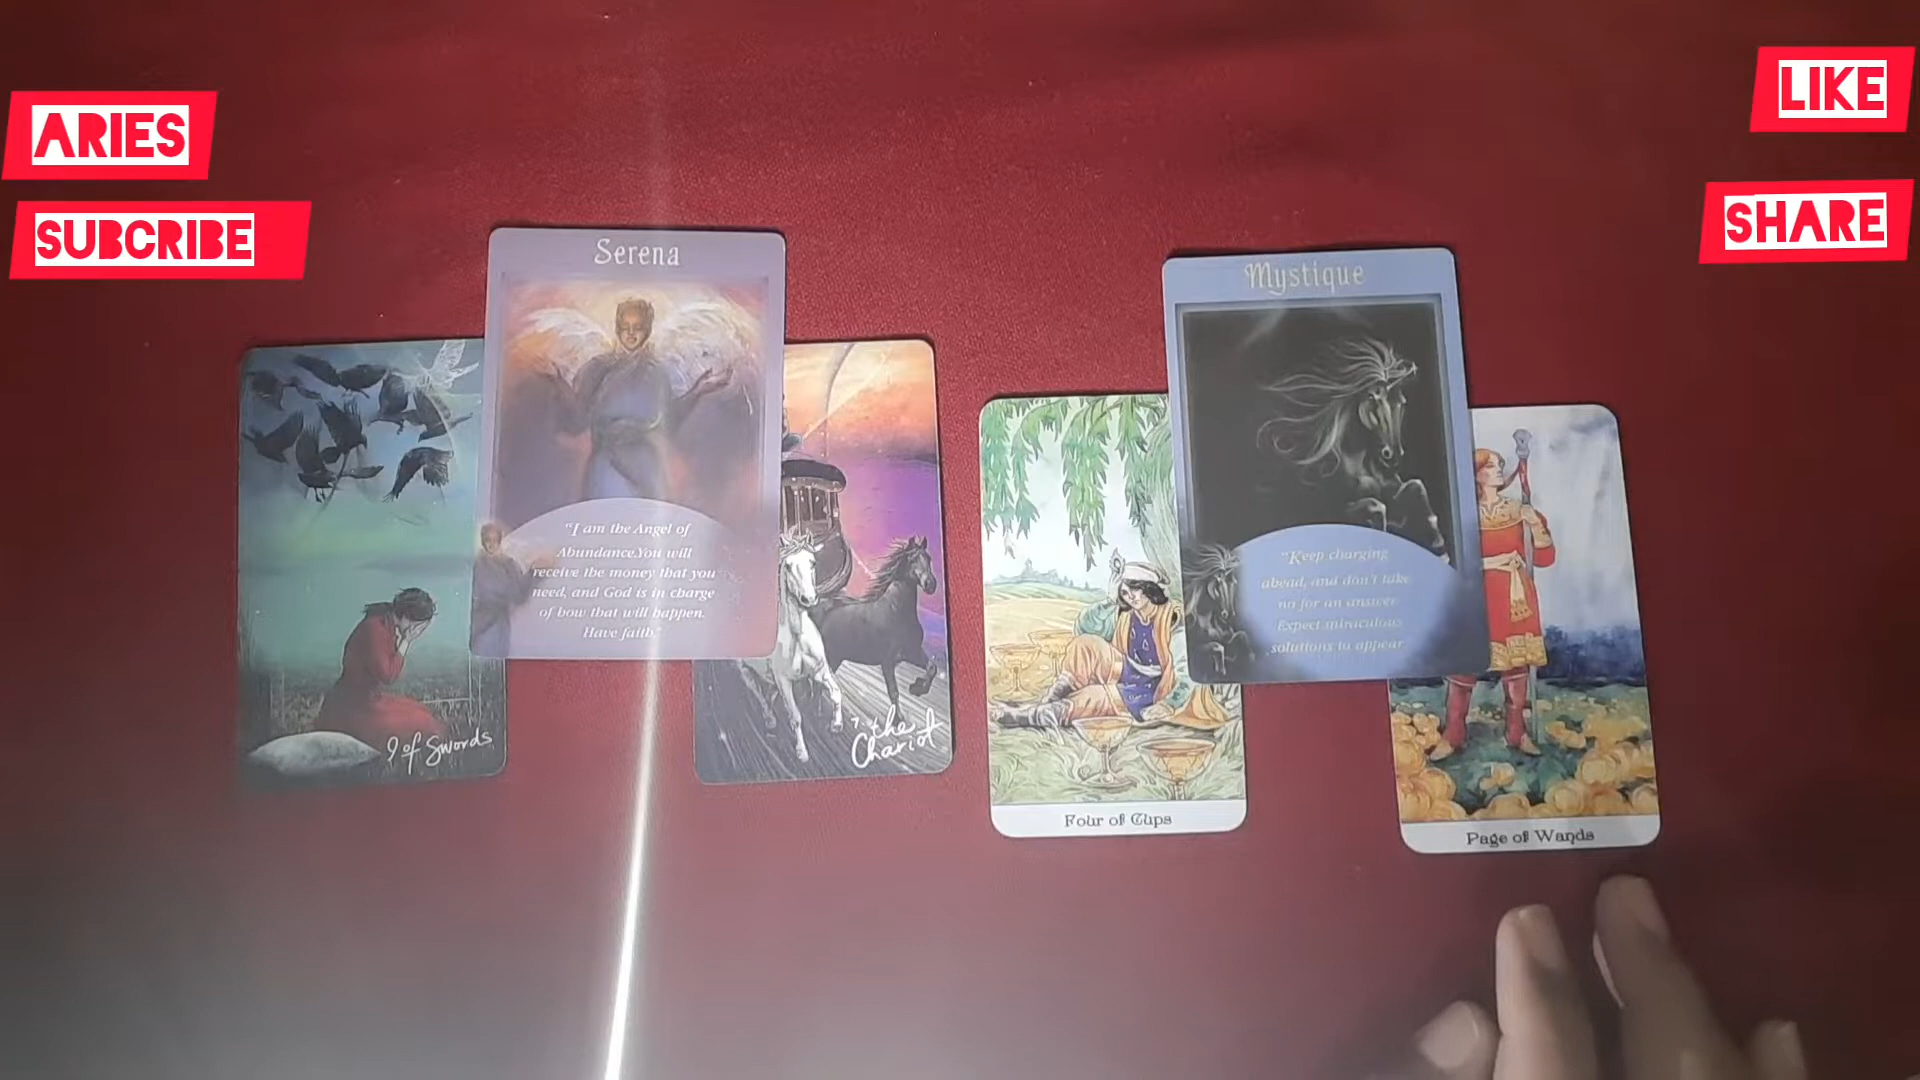 ARIES
SUBCRIBE
LIKE
SHARE
Serena
"I am the Angel of
Abundance.You will
receive the money that you
need, and God is in charge
of how that will happen.
Have faith."
9 of Swords
7. the
Chariot
Mystique
"Keep charging
ahead, and don't take
no for an answer.
Expect miraculous
solutions to appear.
Four of Cups
Page of Wands